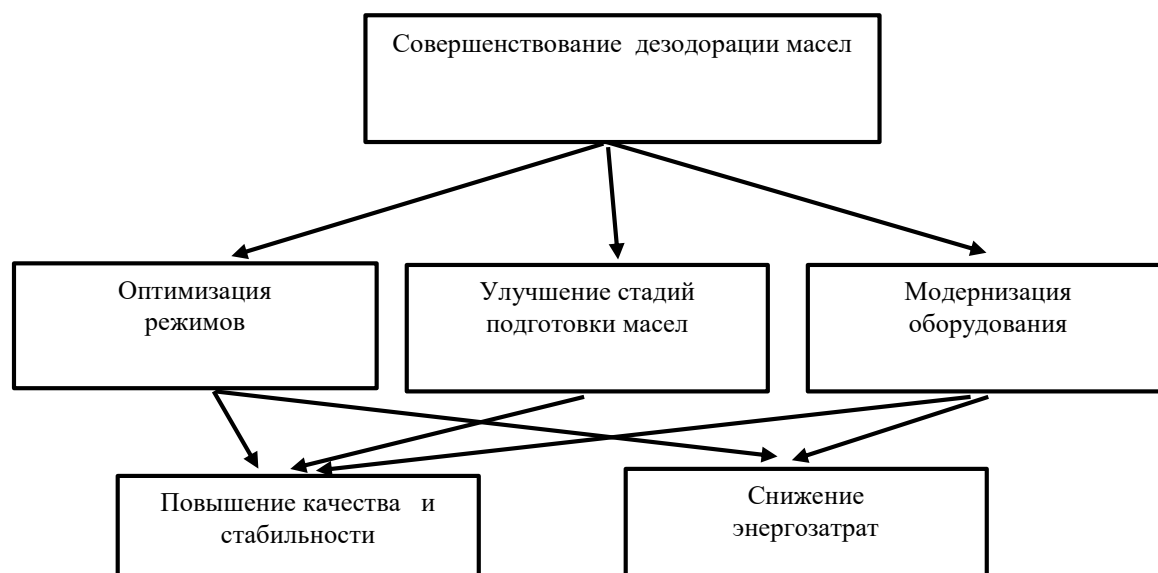 Совершенствование дезодорации масел
Оптимизация
режимов
Улучшение стадий
подготовки масел
Модернизация
оборудования
Повышение качества и
стабильности
Снижение
энергозатрат